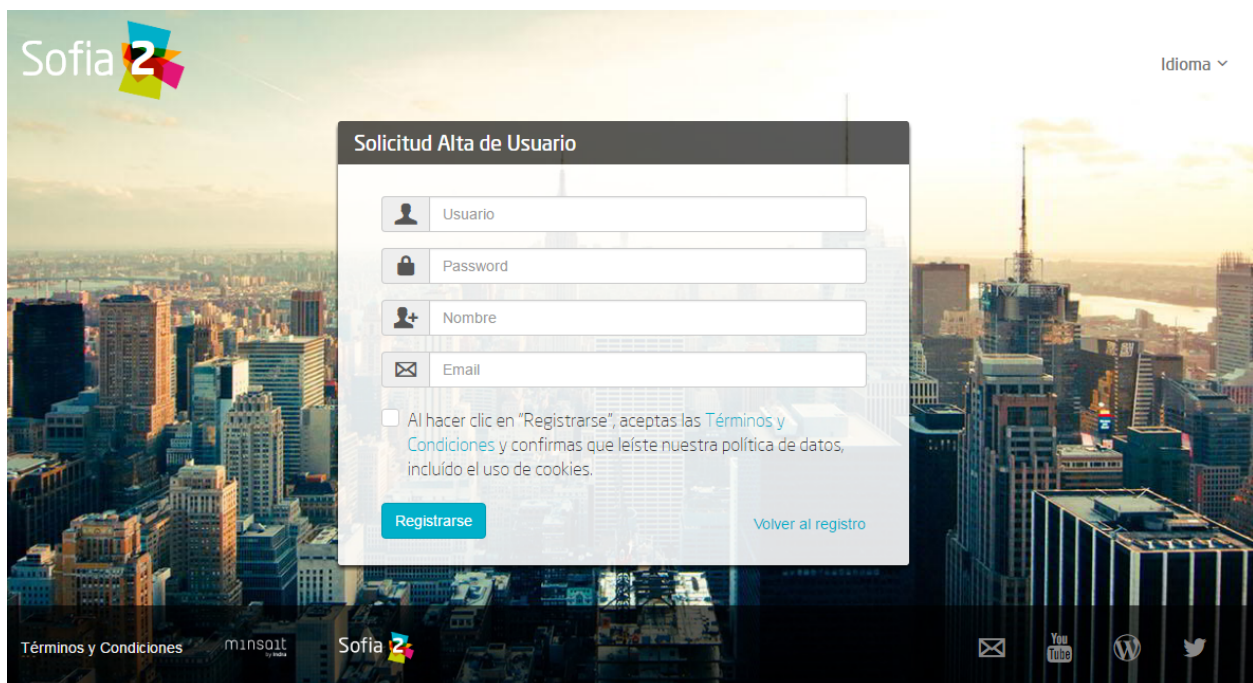 Sofia 2
Idioma
Solicitud Alta de Usuario
Usuario
Password
Nombre
Email
Al hacer clic en "Registrarse", aceptas las Términos y
Condiciones y confirmas que leíste nuestra política de datos,
incluído el uso de cookies.
Registrarse
Volver al registro
Términos y Condiciones
minsait
by Indra
Sofia 2
You
Tube